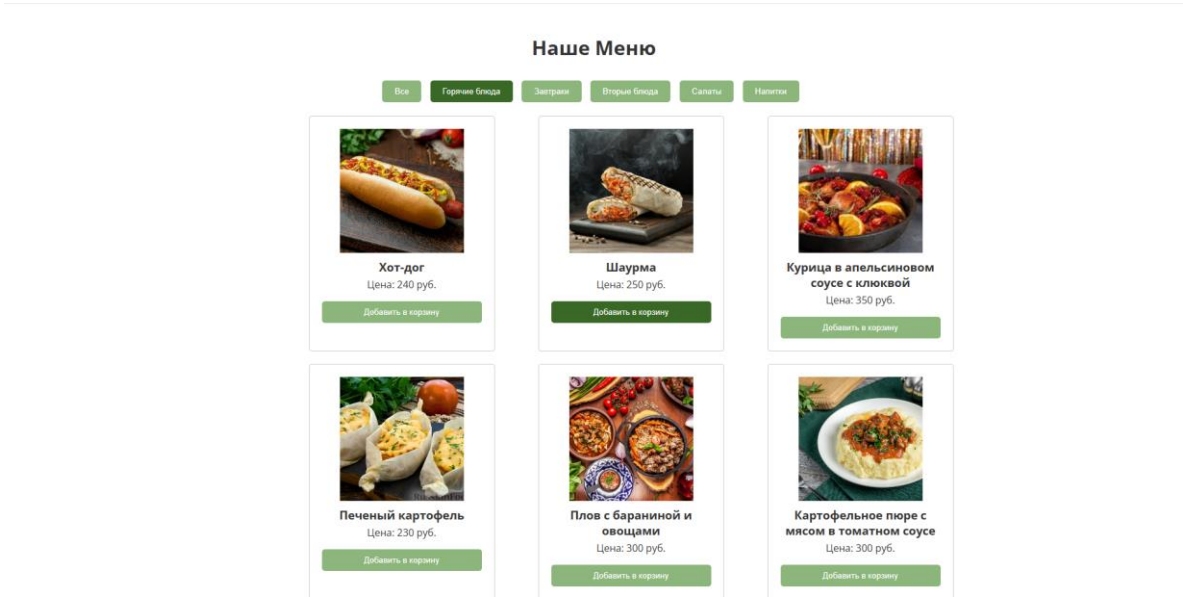 Наше Меню
Все Горячие блюда Завтраки Вторые блюда Салаты Напитки
Хот-дог
Цена: 240 руб.
Добавить в корзину
Шаурма
Цена: 250 руб.
Добавить в корзину
Курица в апельсиновом
соусе с клюквой
Цена: 350 руб.
Добавить в корзину
Печеный картофель
Цена: 230 руб.
Добавить в корзину
Плов с бараниной и
овощами
Цена: 300 руб.
Добавить в корзину
Картофельное пюре с
мясом в томатном соусе
Цена: 300 руб.
Добавить в корзину